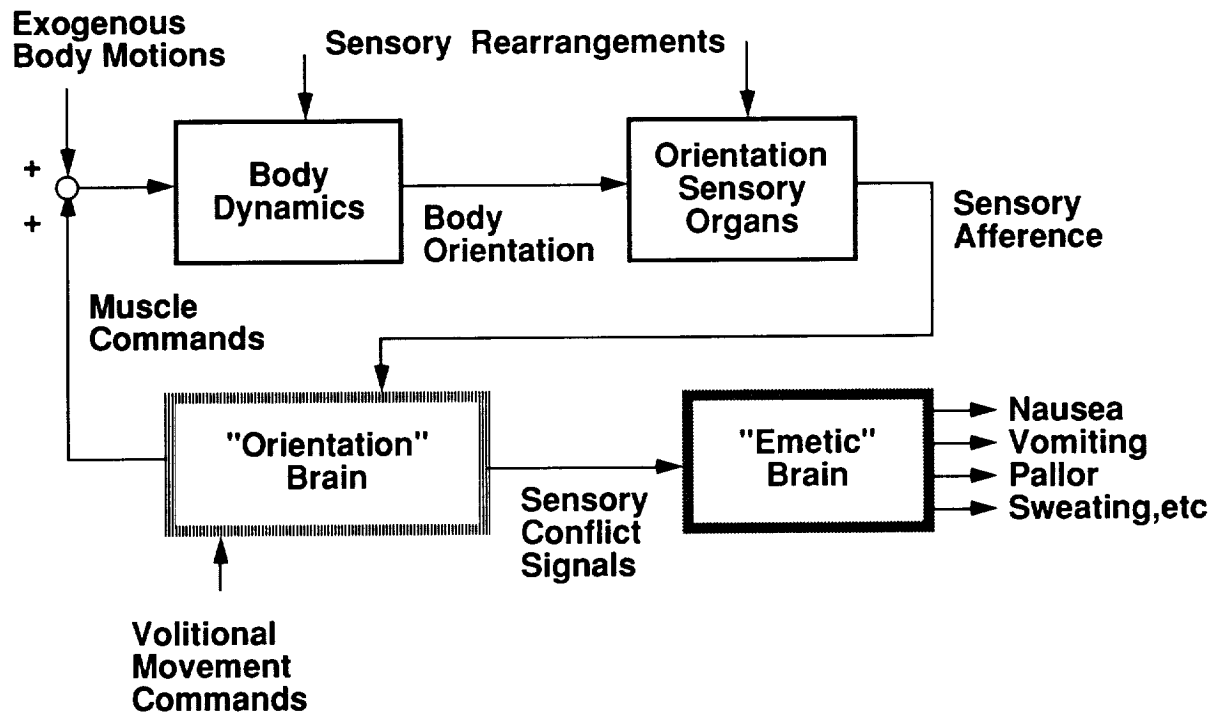 Exogenous
Body Motions
Sensory Rearrangements
+
+
Body
Dynamics
Body
Orientation
Orientation
Sensory
Organs
Sensory
Afference
Muscle
Commands
"Orientation"
Brain
Sensory
Conflict
Signals
"Emetic"
Brain
Nausea
Vomiting
Pallor
Sweating,etc
Volitional
Movement
Commands